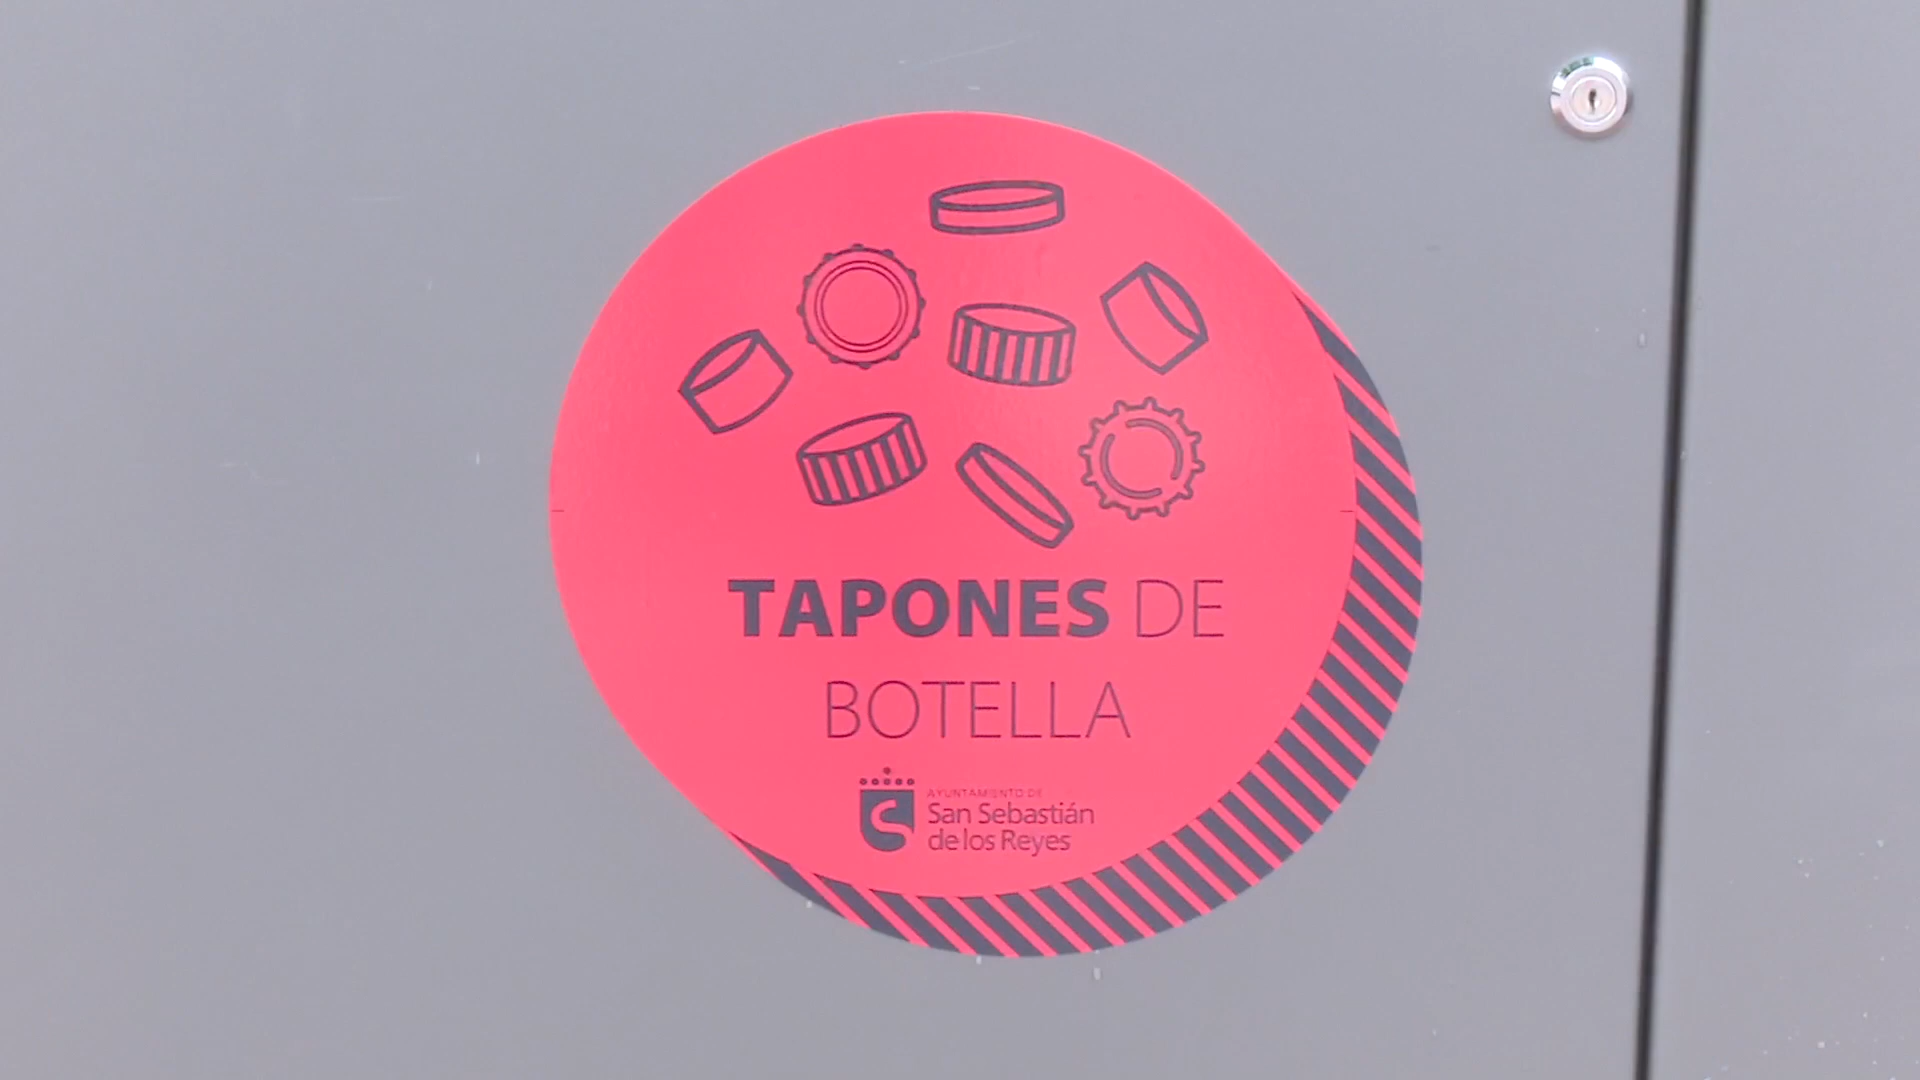 TAPONES DE
BOTELLA
AYUNTAMIENTO DE
San Sebastián
de los Reyes